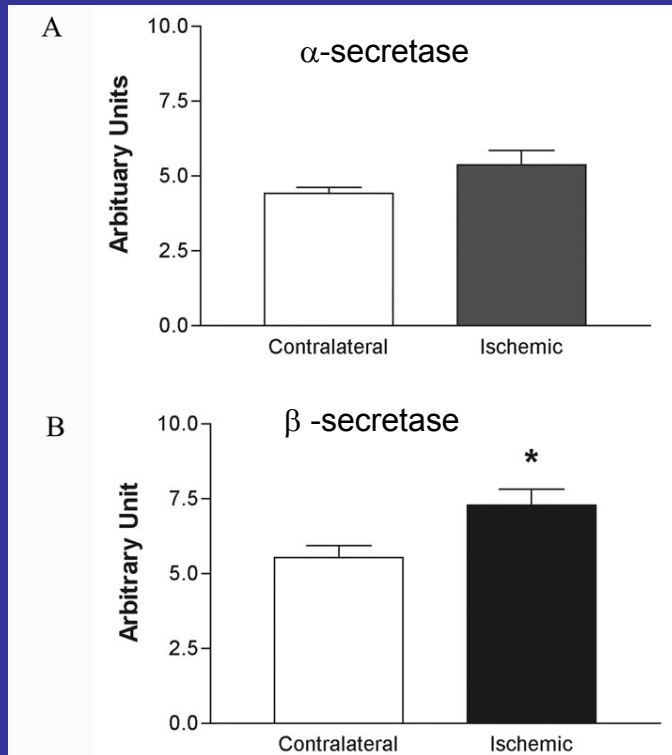 A
α-secretase
Arbituary Units
10.0
7.5
5.0
2.5
0.0
Contralateral Ischemic
B
β -secretase
Arbitrary Unit
10.0
7.5
5.0
2.5
0.0
*
Contralateral Ischemic